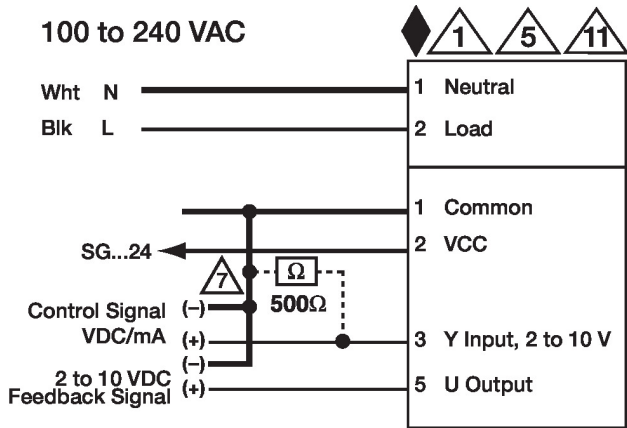 100 to 240 VAC
1 5 11
Wht N 1 Neutral
Blk L 2 Load
1 Common
SG...24 2 VCC
7 Ω
500Ω
Control Signal (-)
VDC/mA (+) 3 Y Input, 2 to 10 V
(-)
2 to 10 VDC
Feedback Signal (+) 5 U Output